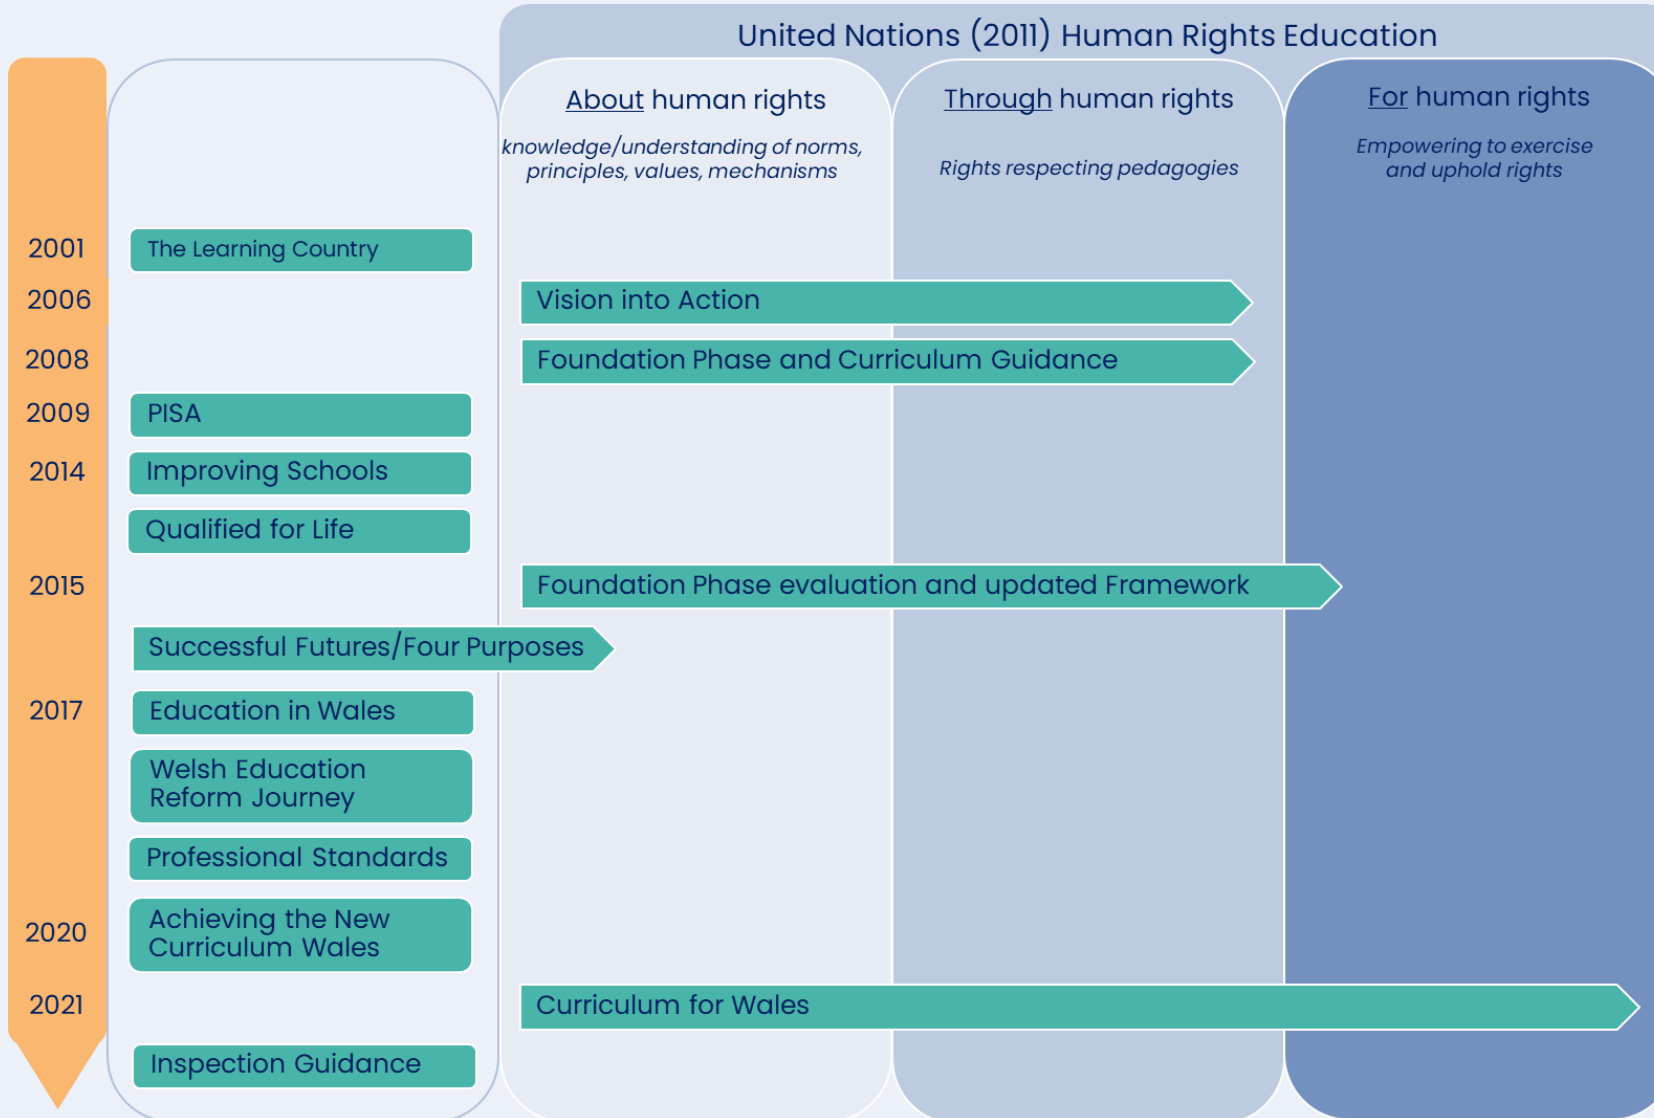 United Nations (2011) Human Rights Education
About human rights
knowledge/understanding of norms,
principles, values, mechanisms
Through human rights
Rights respecting pedagogies
For human rights
Empowering to exercise
and uphold rights
2001
The Learning Country
2006
Vision into Action
2008
Foundation Phase and Curriculum Guidance
2009
PISA
2014
Improving Schools
Qualified for Life
2015
Foundation Phase evaluation and updated Framework
Successful Futures/Four Purposes
2017
Education in Wales
Welsh Education
Reform Journey
Professional Standards
2020
Achieving the New
Curriculum Wales
2021
Curriculum for Wales
Inspection Guidance